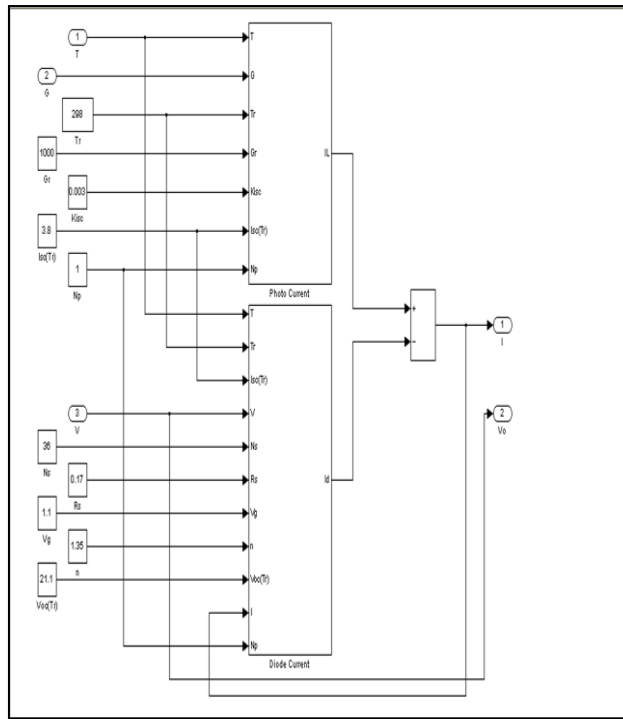 1
T
T
2
G
G
298
Tr
Tr
1000
Gr
Gr
IL
0.003
Kisc
Kisc
3.8
Isc(Tr)
Isc(Tr)
1
Np
Np
Photo Current
T
+
1
I
Tr
−
Isc(Tr)
3
V
V
2
Vo
36
Ns
Ns
0.17
Rs
Rs
Id
1.1
Vg
Vg
1.35
n
n
21.1
Voc(Tr)
Voc(Tr)
I
Np
Diode Current